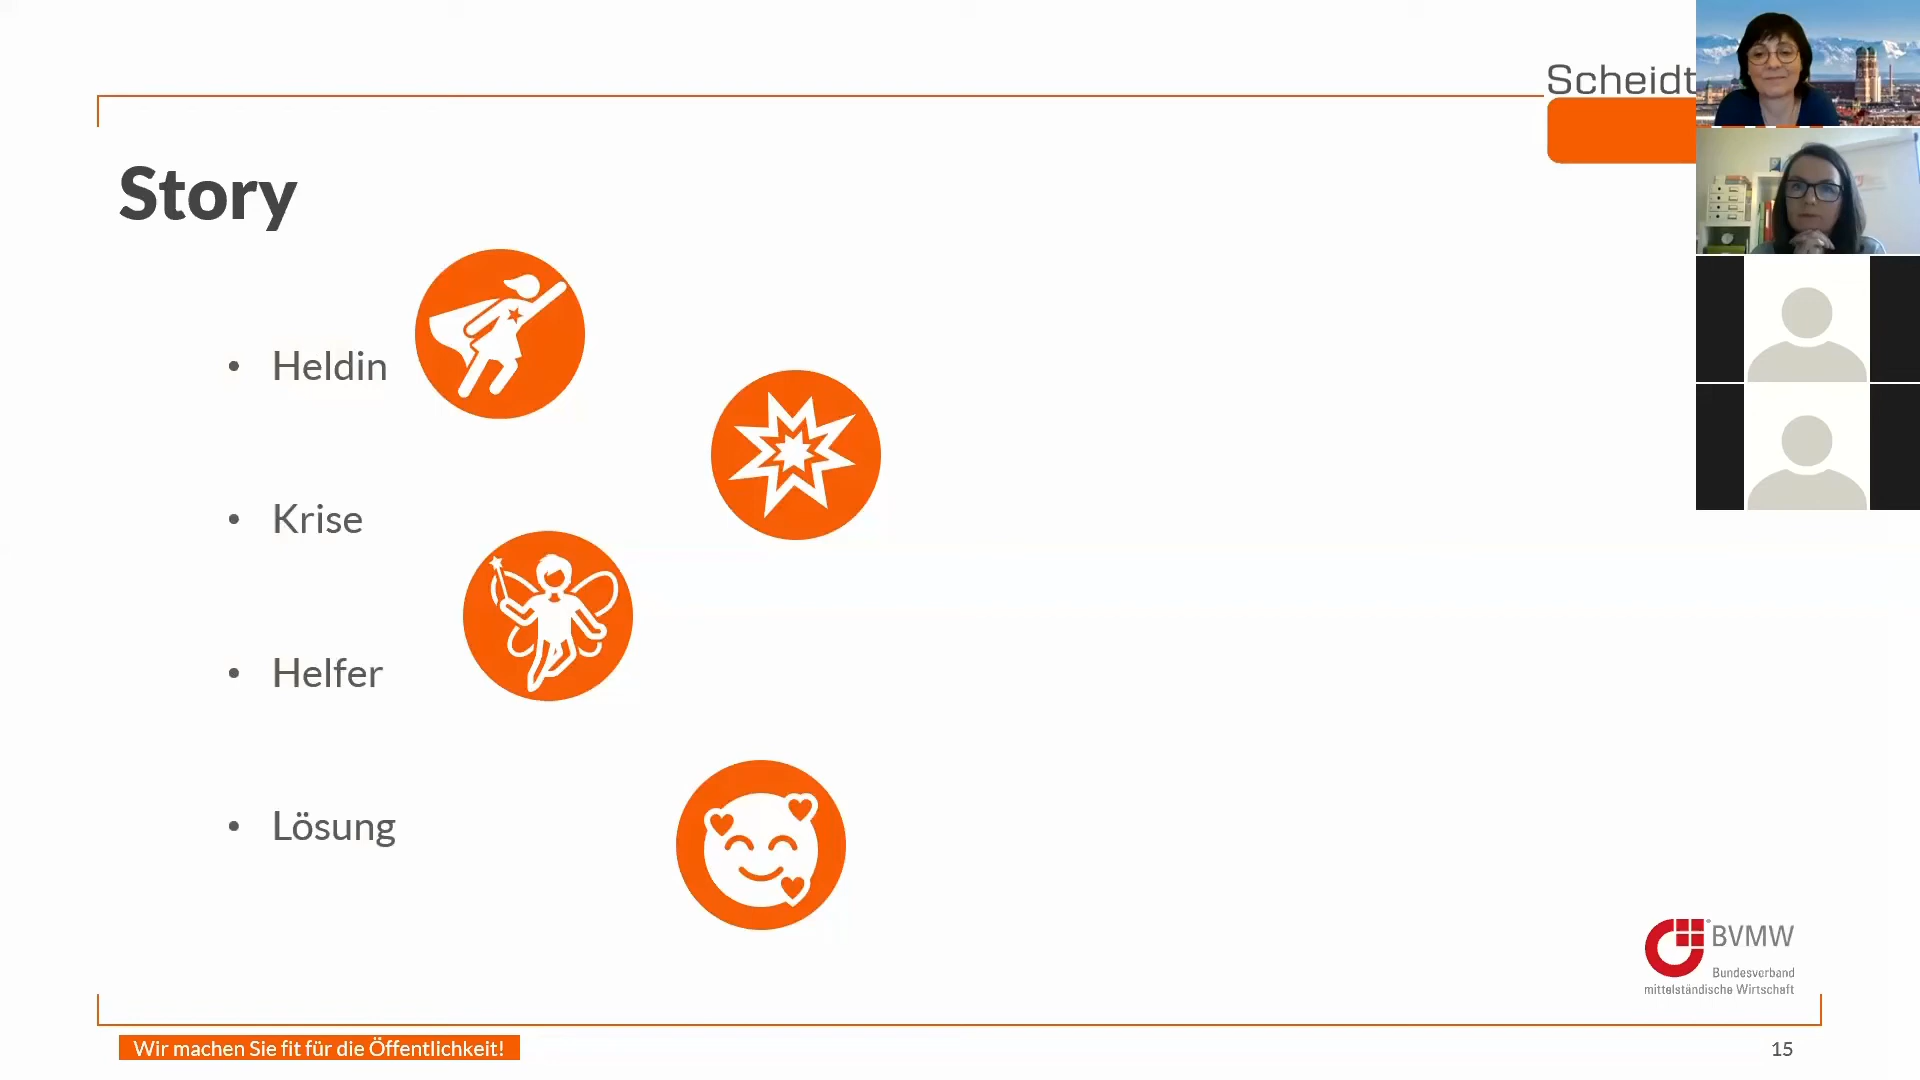 Scheidt
Story
• Heldin
• Krise
• Helfer
• Lösung
BVMW
Bundesverband
mittelständische Wirtschaft
Wir machen Sie fit für die Öffentlichkeit!
15